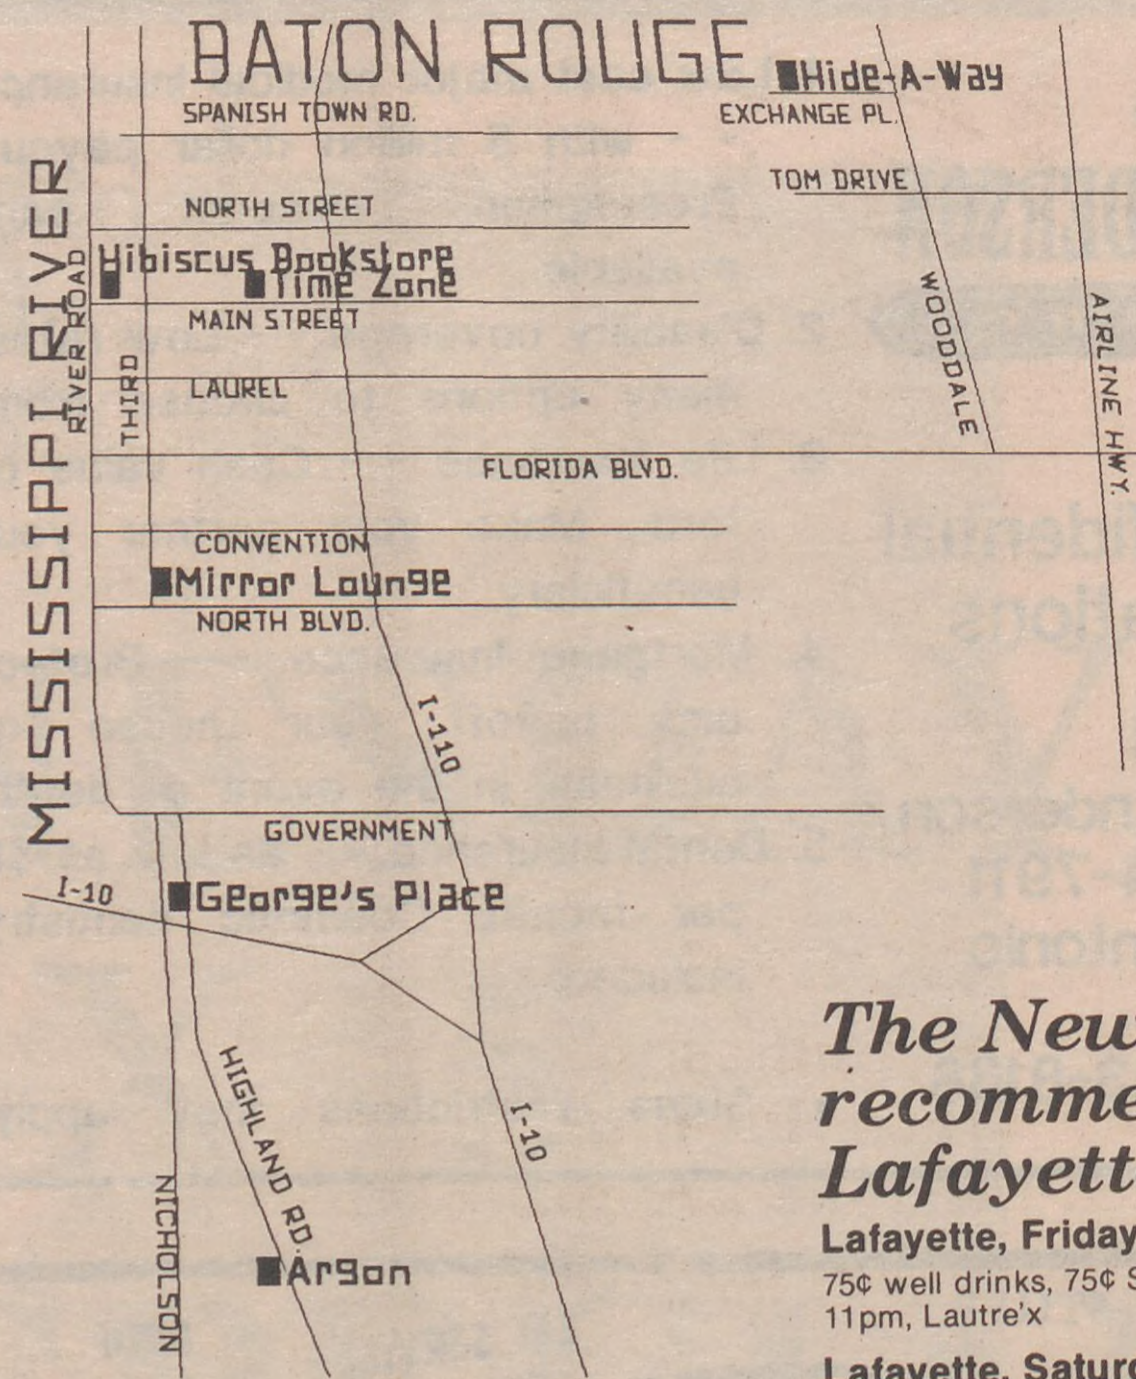 BATON ROUGE
Hide-A-Way
SPANISH TOWN RD.
EXCHANGE PL.
TOM DRIVE
NORTH STREET
MISSISSIPPI RIVER
RIVER ROAD
Hibiscus Bookstore
Time Zone
MAIN STREET
WOODDALE
AIRLINE HWY.
THIRD
LAUREL
FLORIDA BLVD.
CONVENTION
Mirror Lounge
NORTH BLVD.
I-110
GOVERNMENT
I-10
George's Place
HIGHLAND RD.
I-10
NICHOLSON
Argon
The New
recomme
Lafayett
Lafayette, Friday
75¢ well drinks, 75¢ S
11pm, Lautre'x
Lafayette, Saturd